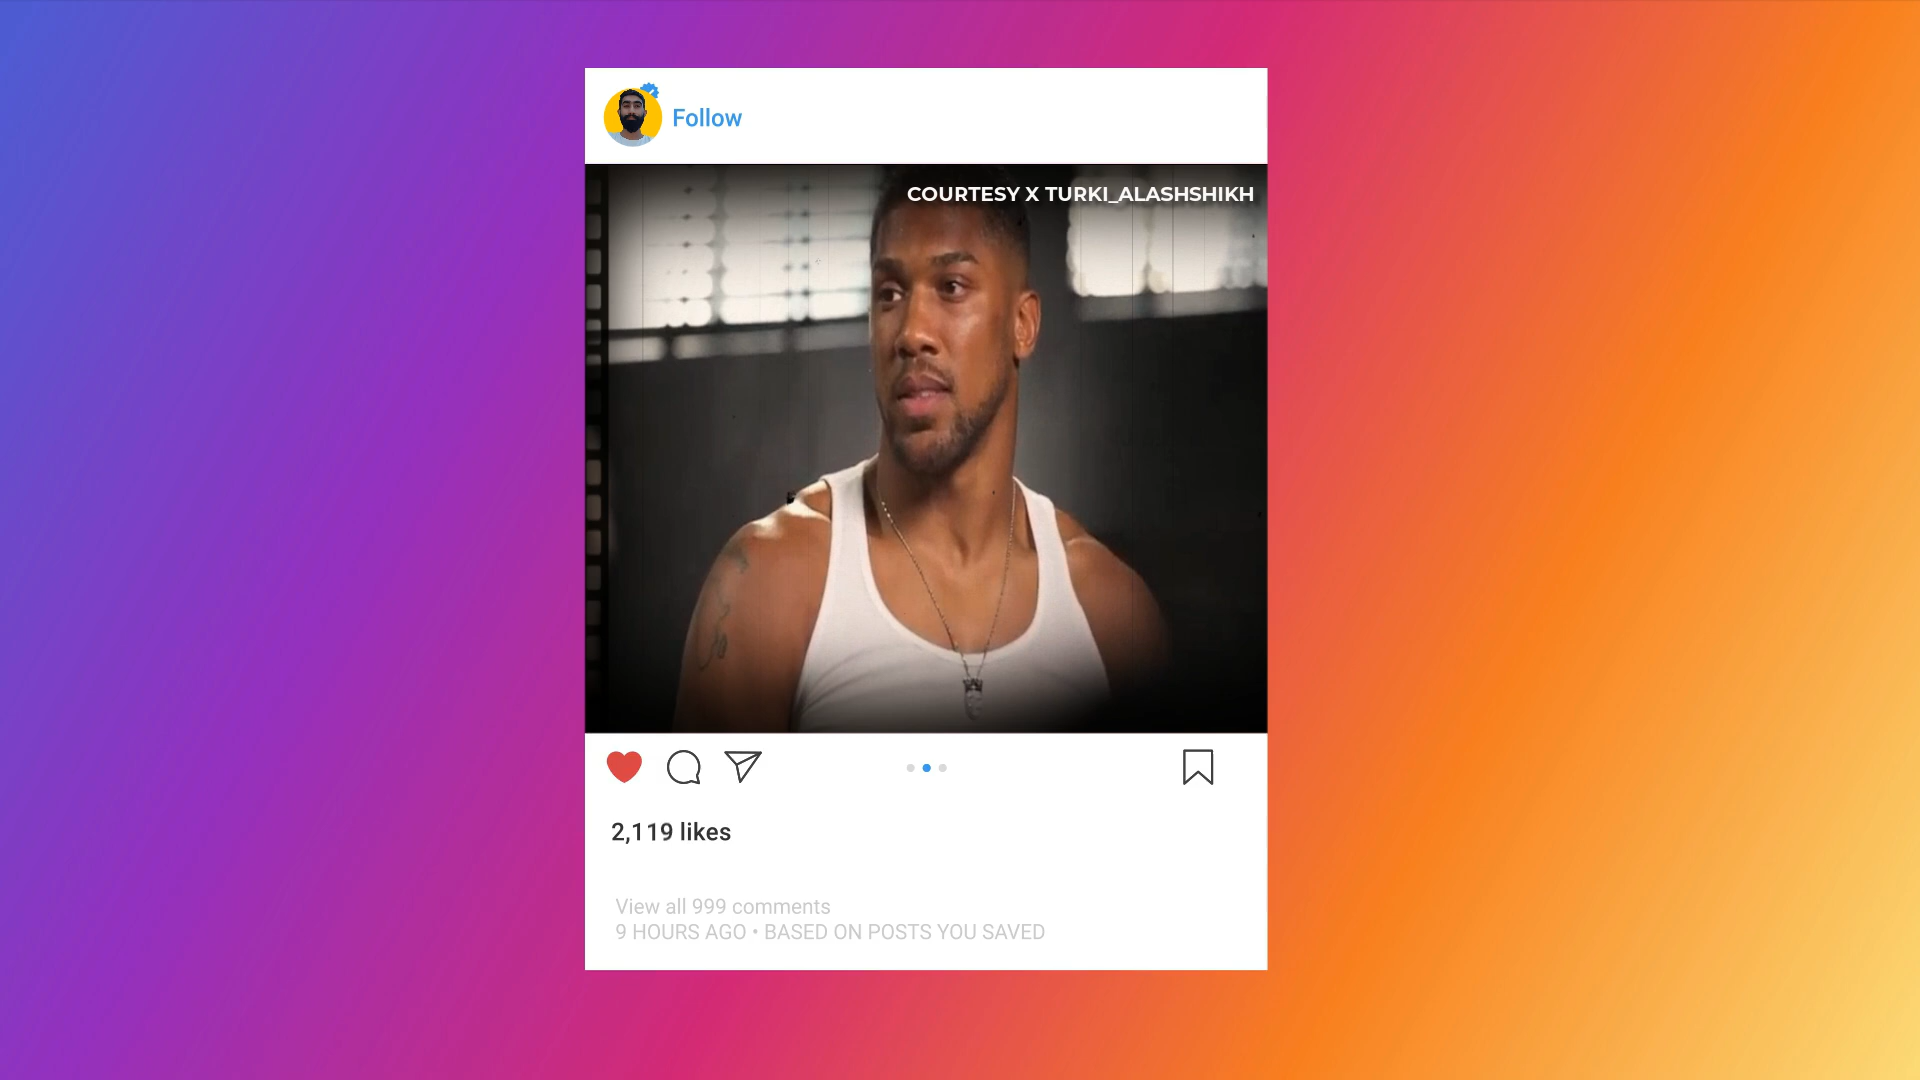 Follow
COURTESY X TURKI_ALASHSHIKH
2,119 likes
View all 999 comments
9 HOURS AGO • BASED ON POSTS YOU SAVED